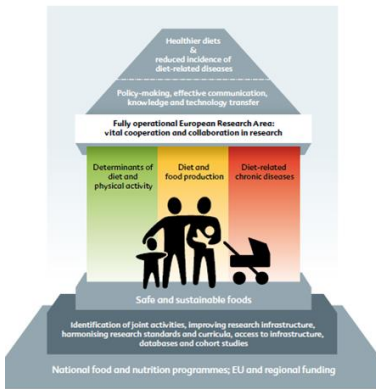 Healthier diets
&
reduced incidence of
diet-related diseases
Policy-making, effective communication,
knowledge and technology transfer
Fully operational European Research Area:
vital cooperation and collaboration in research
Determinants of
diet and
physical activity
Diet and
food production
Diet-related
chronic diseases
Safe and sustainable foods
Identification of joint activities, improving research infrastructure,
harmonising research standards and curricula, access to infrastructure,
databases and cohort studies
National food and nutrition programmes; EU and regional funding